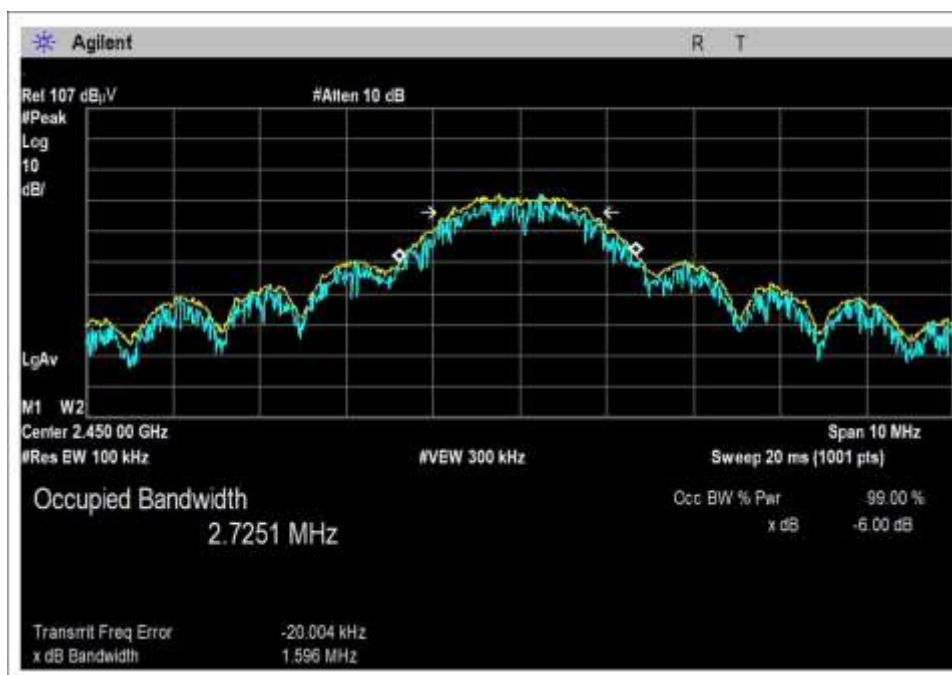 Agilent R T
Ref 107 dBµV #Atten 10 dB
#Peak
Log
10
dB/
LgAv
M1 W2
Center 2.450 00 GHz Span 10 MHz
#Res BW 100 kHz #VBW 300 kHz Sweep 20 ms (1001 pts)
Occupied Bandwidth
2.7251 MHz
Occ BW % Pwr 99.00 %
x dB -6.00 dB
Transmit Freq Error -20.004 kHz
x dB Bandwidth 1.596 MHz